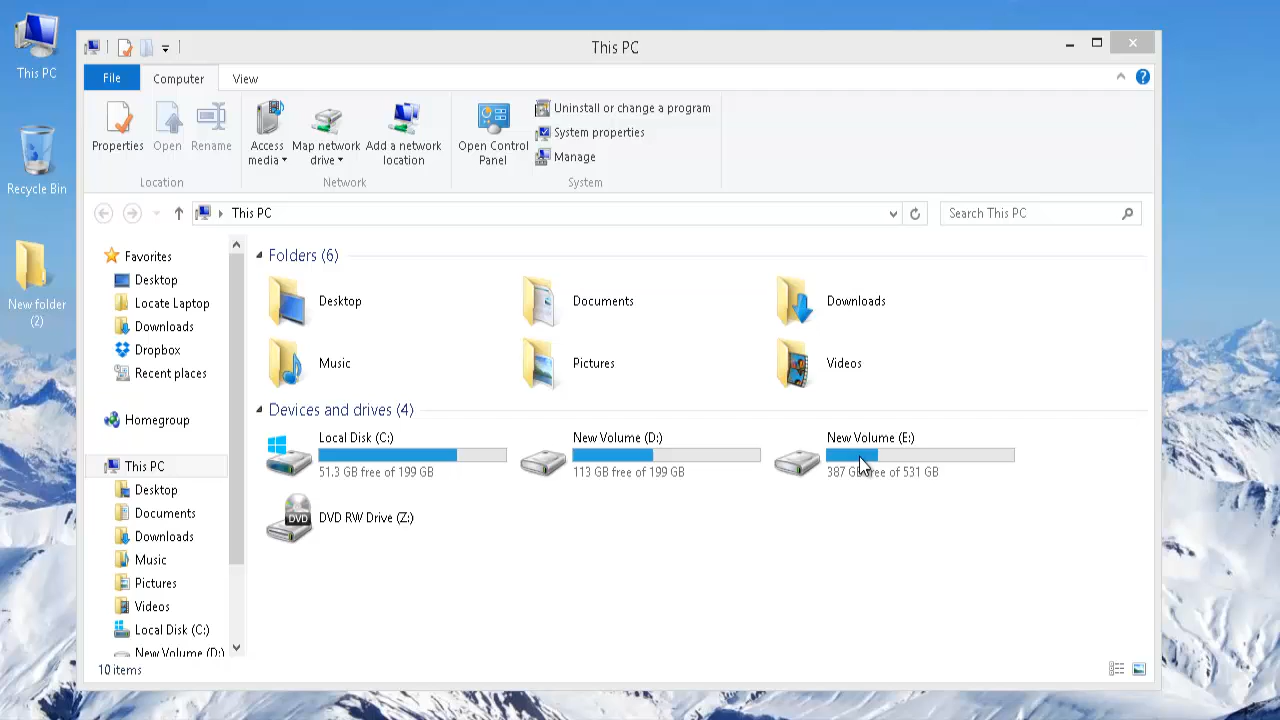 This PC
Recycle Bin
New folder
(2)
This PC
File
Computer
View
Properties
Open
Rename
Location
Access
media
Map network
drive
Add a network
location
Network
Open Control
Panel
Uninstall or change a program
System properties
Manage
System
This PC
Search This PC
Favorites
Desktop
Locate Laptop
Downloads
Dropbox
Recent places
Homegroup
This PC
Desktop
Documents
Downloads
Music
Pictures
Videos
Local Disk (C:)
New Volume (D:)
Folders (6)
Desktop
Documents
Downloads
Music
Pictures
Videos
Devices and drives (4)
Local Disk (C:)
51.3 GB free of 199 GB
New Volume (D:)
113 GB free of 199 GB
New Volume (E:)
387 GB free of 531 GB
DVD
DVD RW Drive (Z:)
10 items